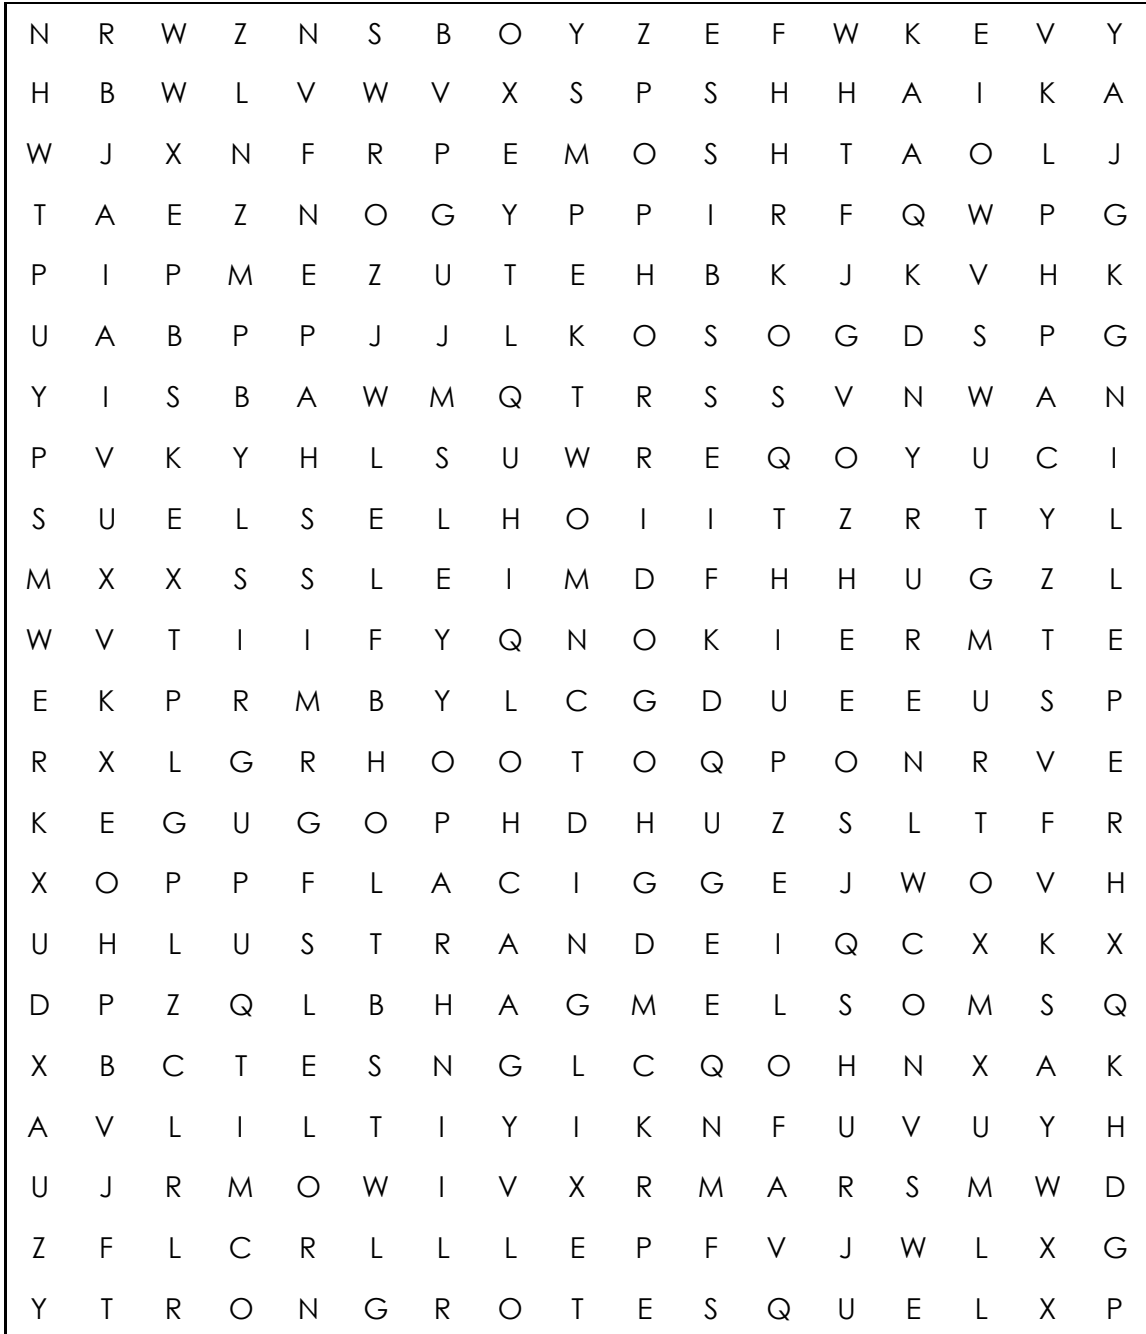 N R W Z N S B O Y Z E F W K E V Y
H B W L V W V X S P S H H A I K A
W J X N F R P E M O S H T A O L J
T A E Z N O G Y P P I R F Q W P G
P I P M E Z U T E H B K J K V H K
U A B P P J J L K O S O G D S P G
Y I S B A W M Q T R S S V N W A N
P V K Y H L S U W R E Q O Y U C I
S U E L S E L H O I I T Z R T Y L
M X X S S L E I M D F H H U G Z L
W V T I I F Y Q N O K I E R M T E
E K P R M B Y L C G D U E E U S P
R X L G R H O O T O Q P O N R V E
K E G U G O P H D H U Z S L T F R
X O P P F L A C I G G E J W O V H
U H L U S T R A N D E I Q C X K X
D P Z Q L B H A G M E L S O M S Q
X B C T E S N G L C Q O H N X A K
A V L I L T I Y I K N F U V U Y H
U J R M O W I V X R M A R S M W D
Z F L C R L L L E P F V J W L X G
Y T R O N G R O T E S Q U E L X P